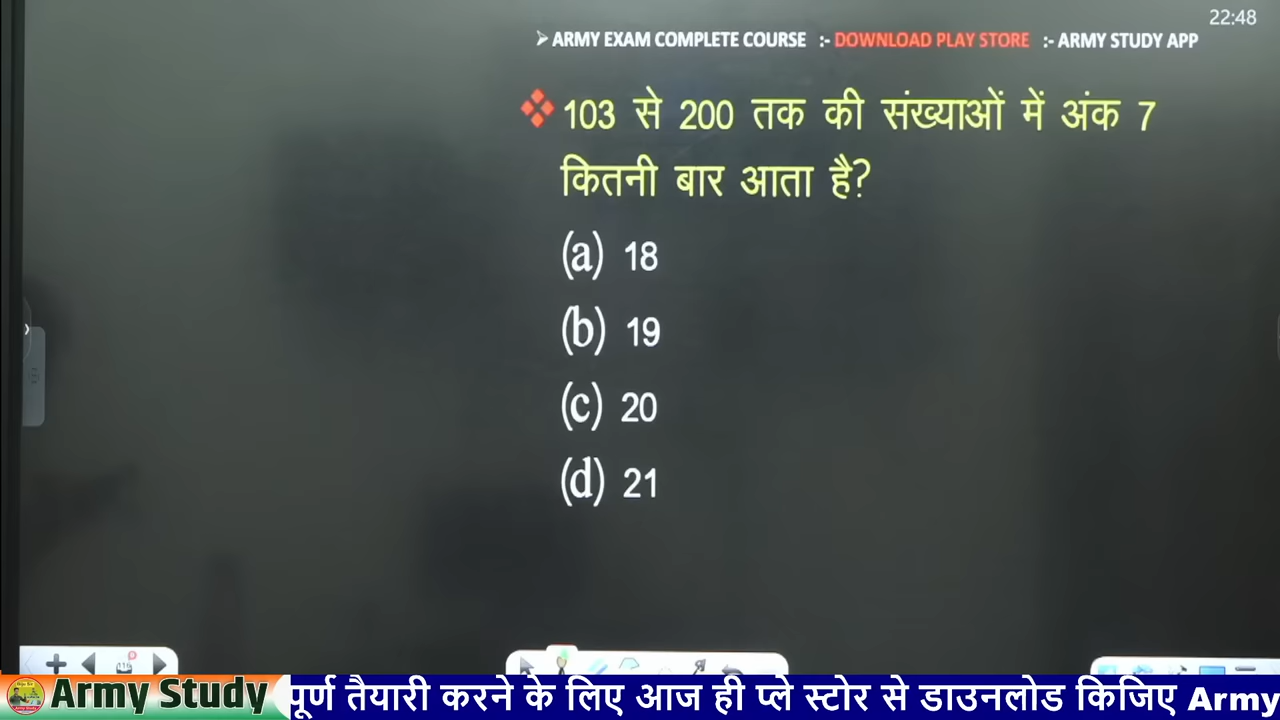 22:48
➢ ARMY EXAM COMPLETE COURSE :- DOWNLOAD PLAY STORE :- ARMY STUDY APP
❖ 103 से 200 तक की संख्याओं में अंक 7
कितनी बार आता है?
(a) 18
(b) 19
(c) 20
(d) 21
116
Army Study पूर्ण तैयारी करने के लिए आज ही प्ले स्टोर से डाउनलोड किजिए Army